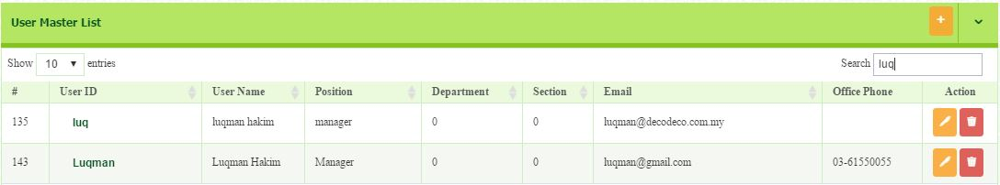 User Master List
+
Show 10 entries Search luq
# User ID User Name Position Department Section Email Office Phone Action
135 luq luqman hakim manager 0 0 luqman@decodeco.com.my
143 Luqman Luqman Hakim Manager 0 0 luqman@gmail.com 03-61550055